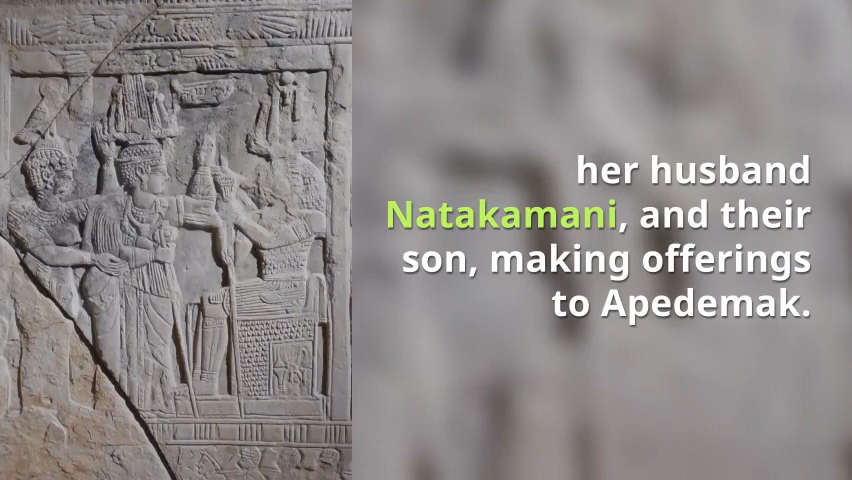 her husband
Natakamani, and their
son, making offerings
to Apedemak.